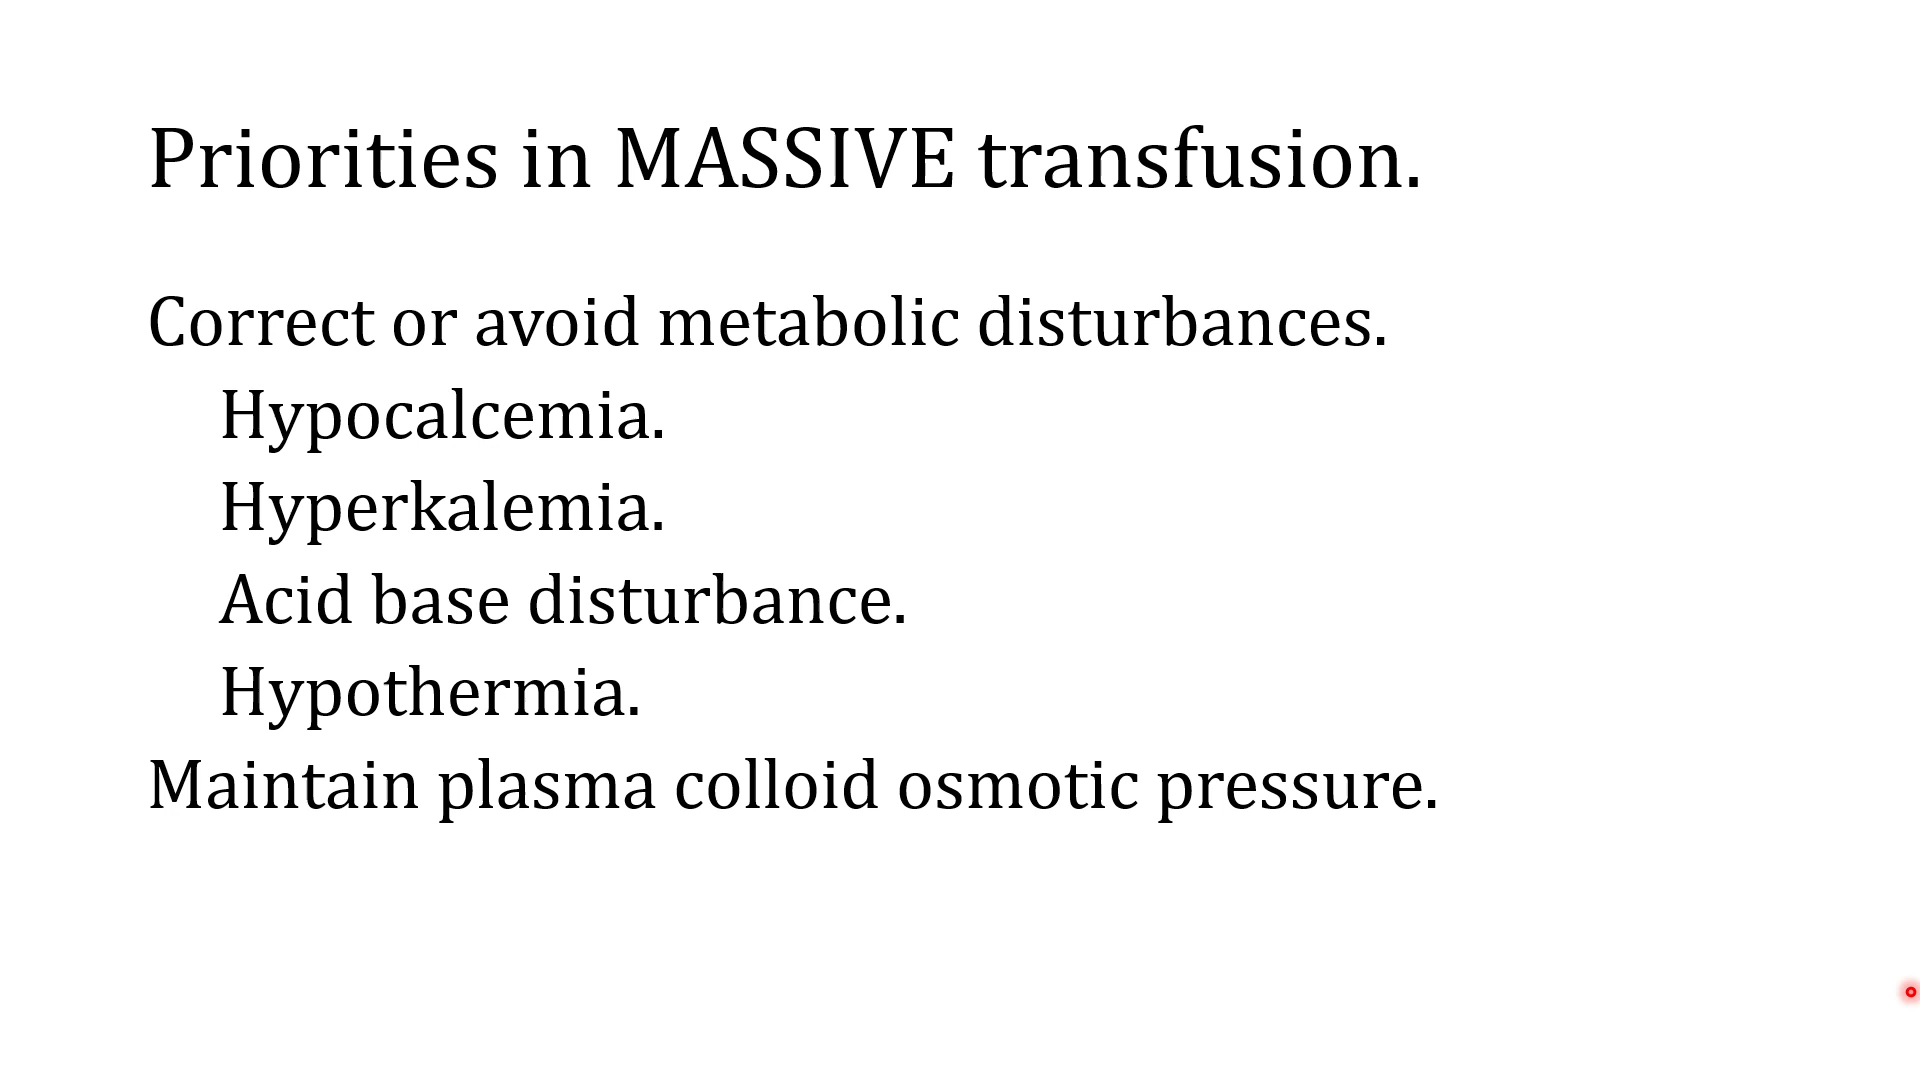 Priorities in MASSIVE transfusion.
Correct or avoid metabolic disturbances.
Hypocalcemia.
Hyperkalemia.
Acid base disturbance.
Hypothermia.
Maintain plasma colloid osmotic pressure.